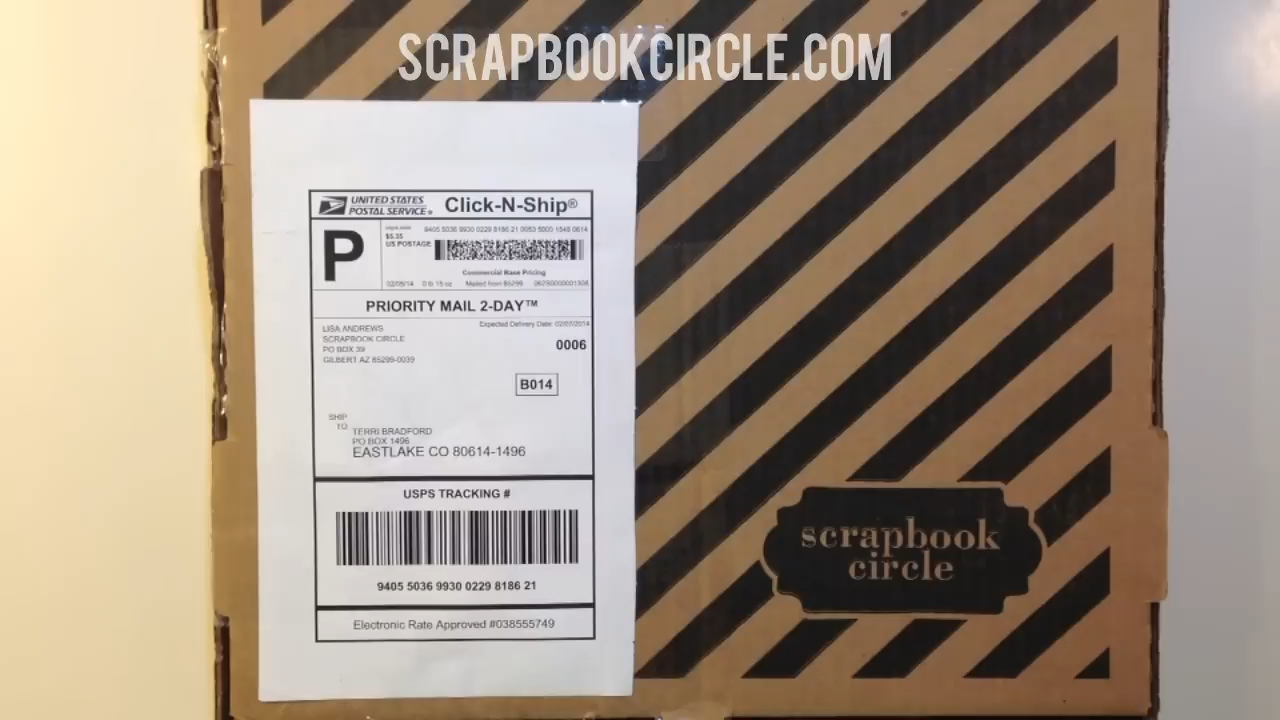 SCRAPBOOKCIRCLE.COM
UNITED STATES
POSTAL SERVICE®
Click-N-Ship®
P
$5.35
US POSTAGE
9405 5036 9930 0229 8186 21 0053 5000 1548 0614
Commercial Base Pricing
02/05/14 0 lb 15 oz Mailed from 85299
PRIORITY MAIL 2-DAY™
Expected Delivery Date: 02/07/2014
LISA ANDREWS
SCRAPBOOK CIRCLE
PO BOX 39
GILBERT AZ 85299-0039
0006
B014
SHIP
TO:
TERRI BRADFORD
PO BOX 1496
EASTLAKE CO 80614-1496
USPS TRACKING #
9405 5036 9930 0229 8186 21
Electronic Rate Approved #038555749
scrapbook
circle